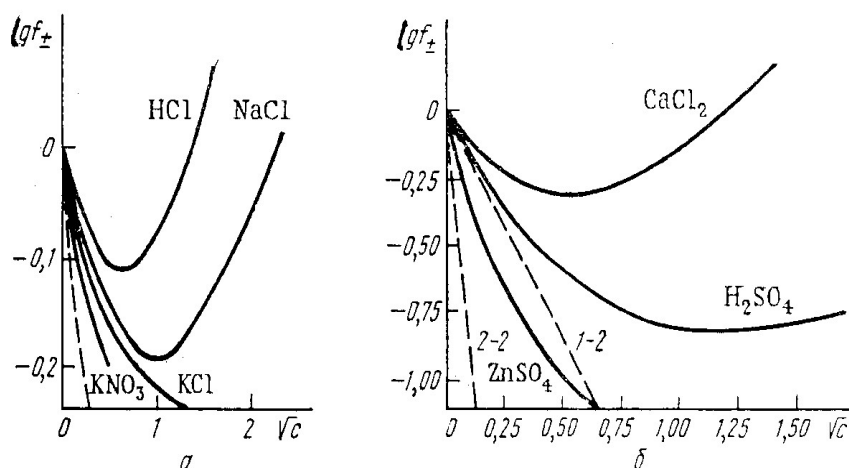 lgf±
HCl
NaCl
0
−0,1
−0,2
KNO₃
KCl
0
1
2
√c
а
lgf±
CaCl₂
0
−0,25
−0,50
−0,75
−1,00
H₂SO₄
2-2
1-2
ZnSO₄
0
0,25
0,50
0,75
1,00
1,25
1,50
√c
б